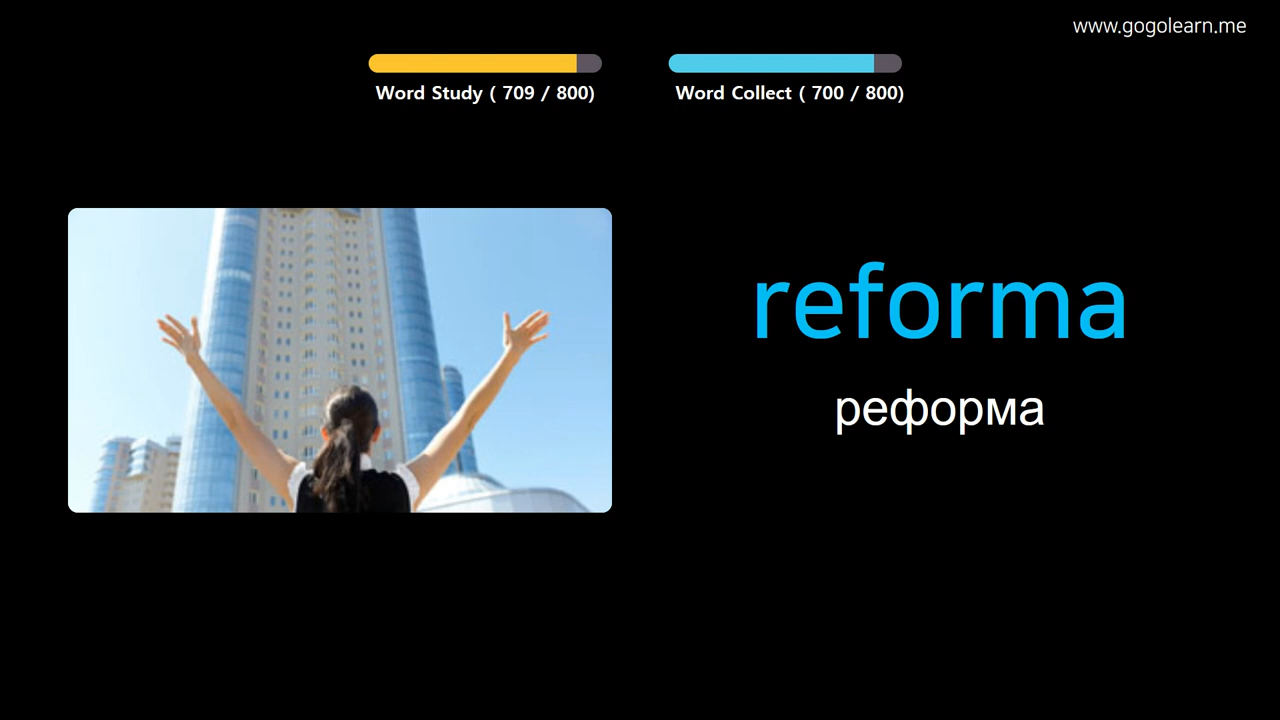 www.gogolearn.me
Word Study ( 709 / 800)
Word Collect ( 700 / 800)
reforma
реформа